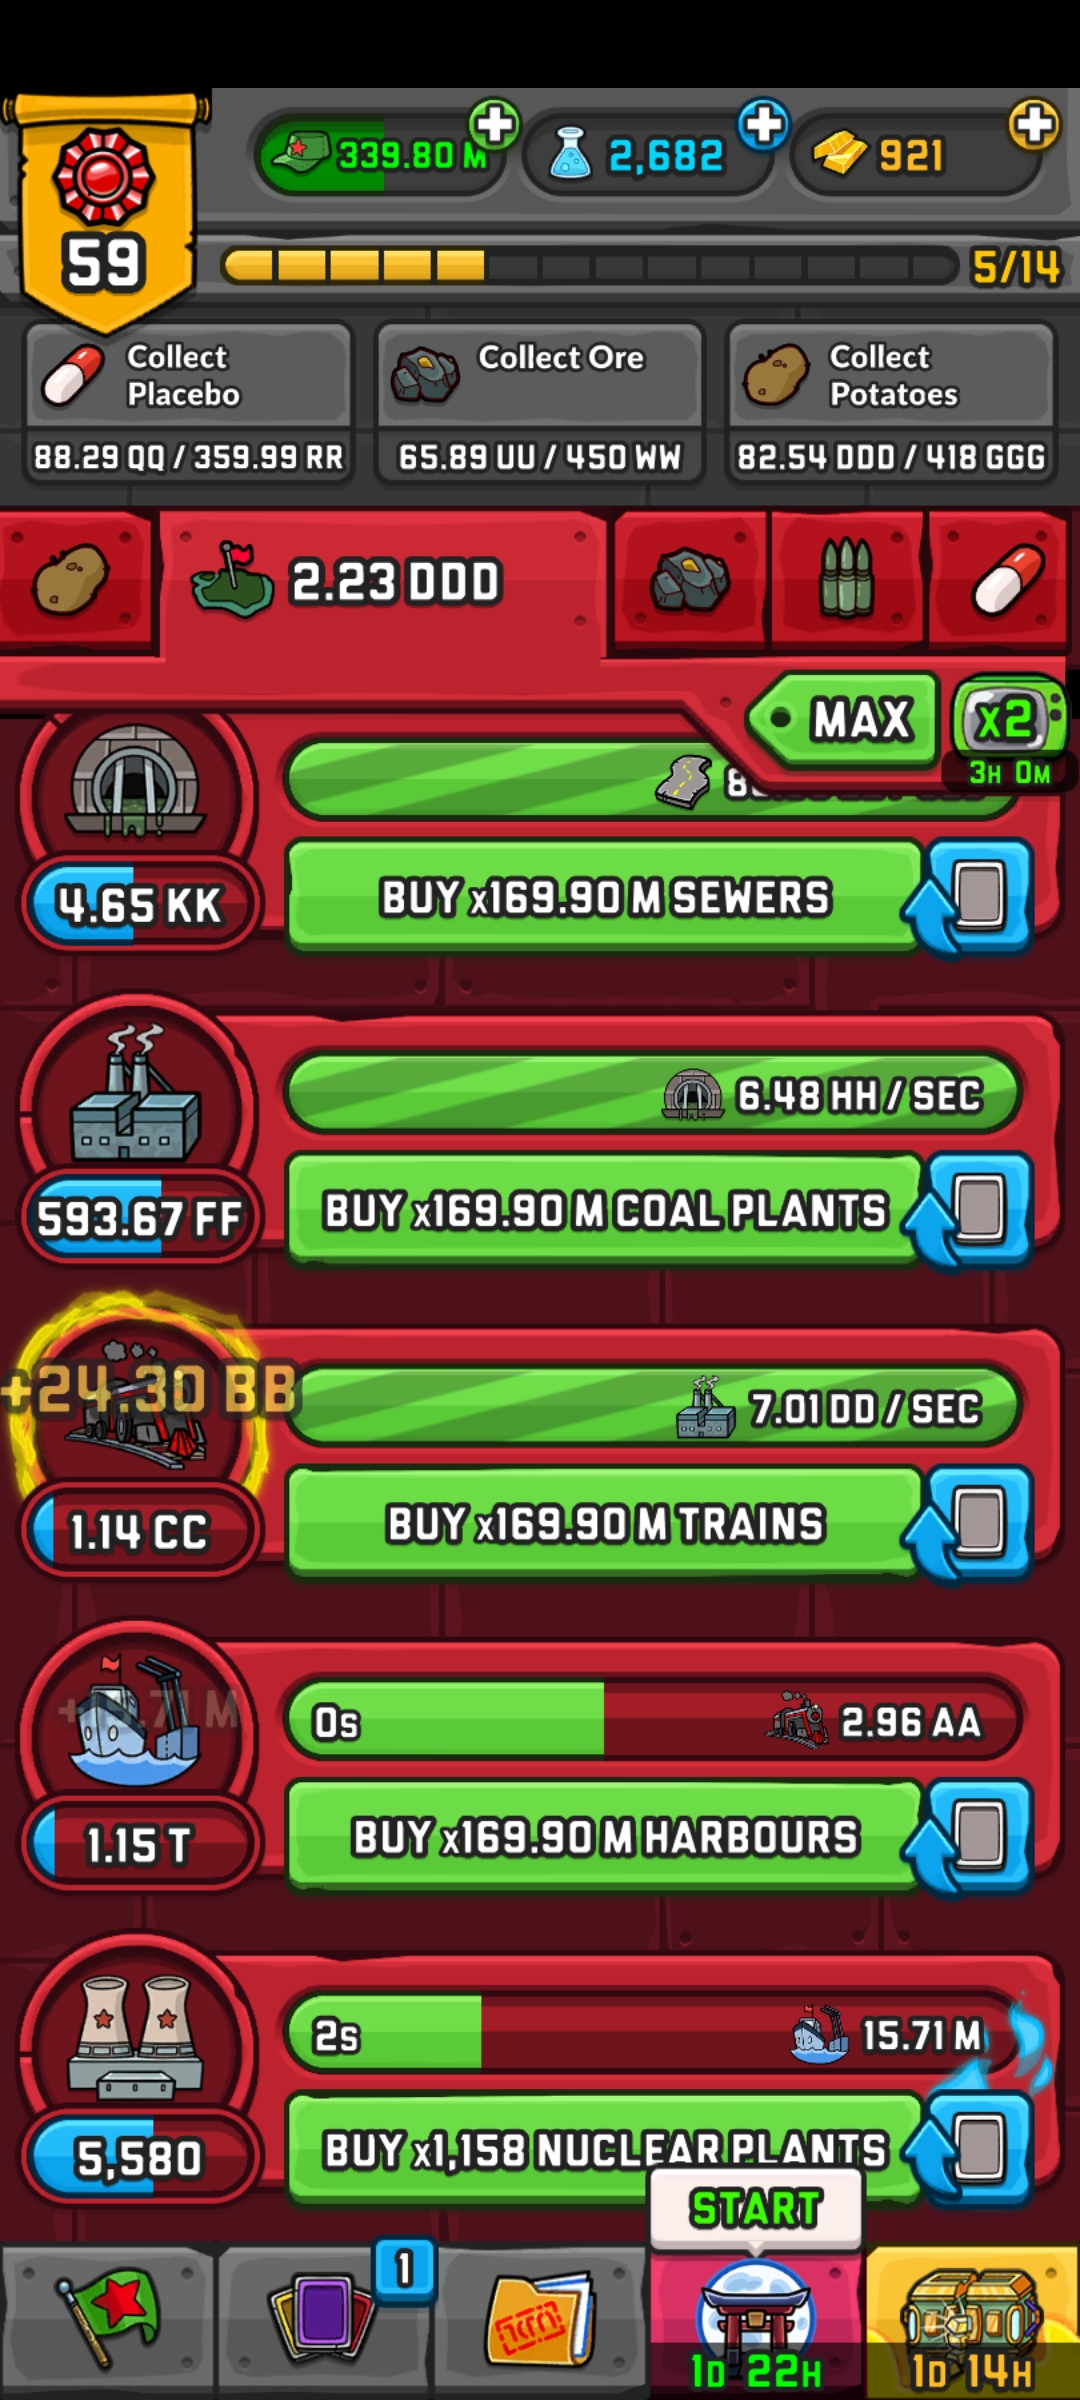 339.80 M
2,682
921
59
5/14
Collect
Placebo
88.29 QQ / 359.99 RR
Collect Ore
65.89 UU / 450 WW
Collect
Potatoes
82.54 DDD / 418 GGG
2.23 DDD
MAX
x2
3H 0M
4.65 KK
BUY x169.90 M SEWERS
6.48 HH / SEC
593.67 FF
BUY x169.90 M COAL PLANTS
+24.30 BB
7.01 DD / SEC
1.14 CC
BUY x169.90 M TRAINS
0s
2.96 AA
1.15 T
BUY x169.90 M HARBOURS
2s
15.71 M
5,580
BUY x1,158 NUCLEAR PLANTS
START
1
1D 22H
1D 14H